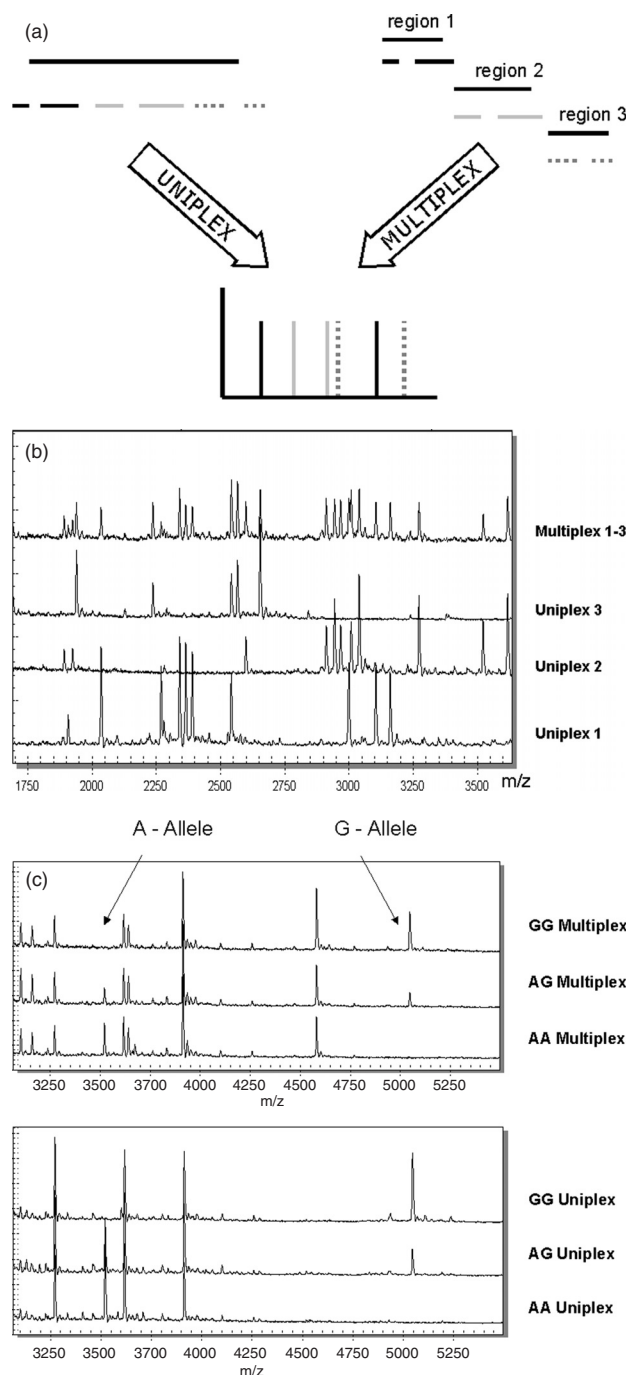 (a)
region 1
region 2
region 3
UNIPLEX
MULTIPLEX
(b)
Multiplex 1-3
Uniplex 3
Uniplex 2
Uniplex 1
1750 2000 2250 2500 2750 3000 3250 3500 m/z
A - Allele G - Allele
(c)
GG Multiplex
AG Multiplex
AA Multiplex
3250 3500 3750 4000 4250 4500 4750 5000 5250
m/z
GG Uniplex
AG Uniplex
AA Uniplex
3250 3500 3750 4000 4250 4500 4750 5000 5250
m/z